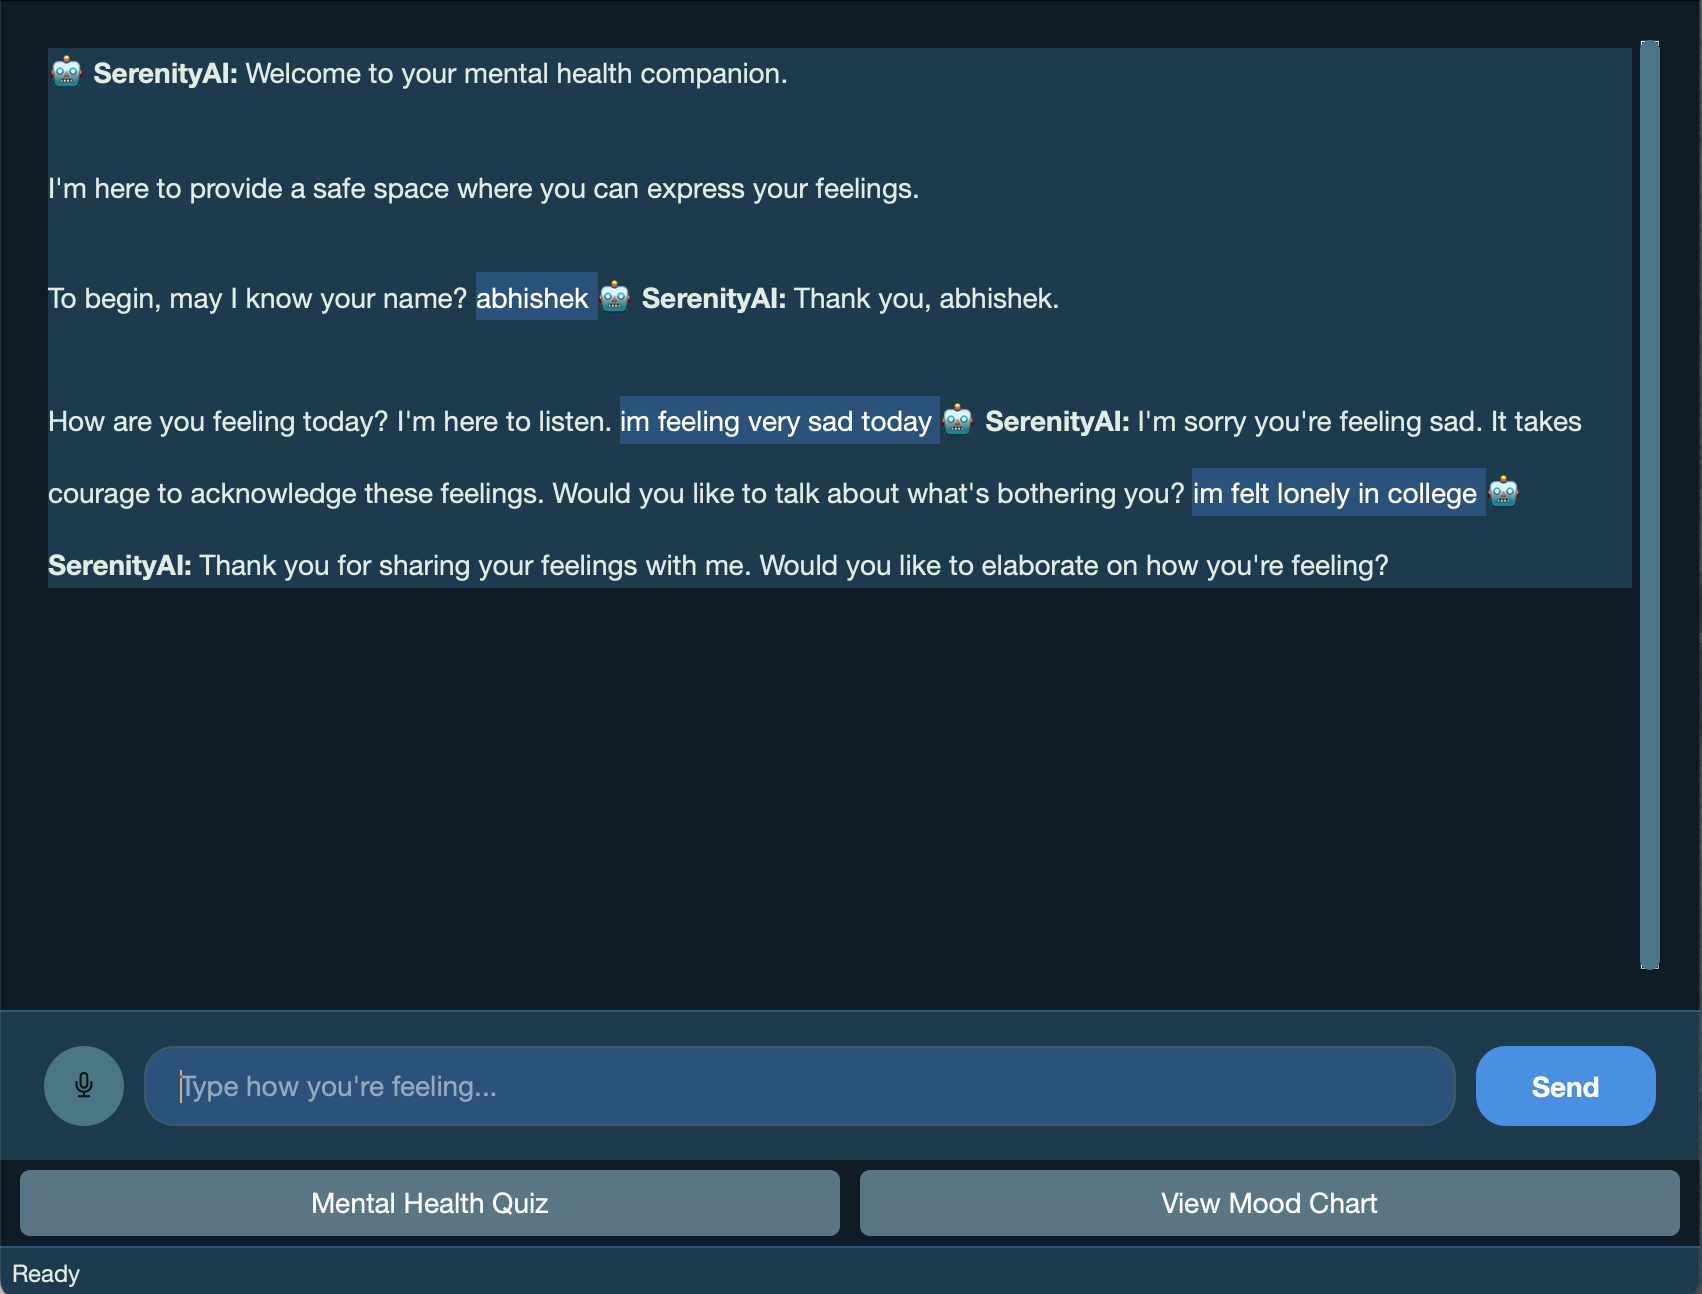 🤖 SerenityAI: Welcome to your mental health companion.
I'm here to provide a safe space where you can express your feelings.
To begin, may I know your name? abhishek 🤖 SerenityAI: Thank you, abhishek.
How are you feeling today? I'm here to listen. im feeling very sad today 🤖 SerenityAI: I'm sorry you're feeling sad. It takes
courage to acknowledge these feelings. Would you like to talk about what's bothering you? im felt lonely in college 🤖
SerenityAI: Thank you for sharing your feelings with me. Would you like to elaborate on how you're feeling?
Type how you're feeling...
Send
Mental Health Quiz
View Mood Chart
Ready